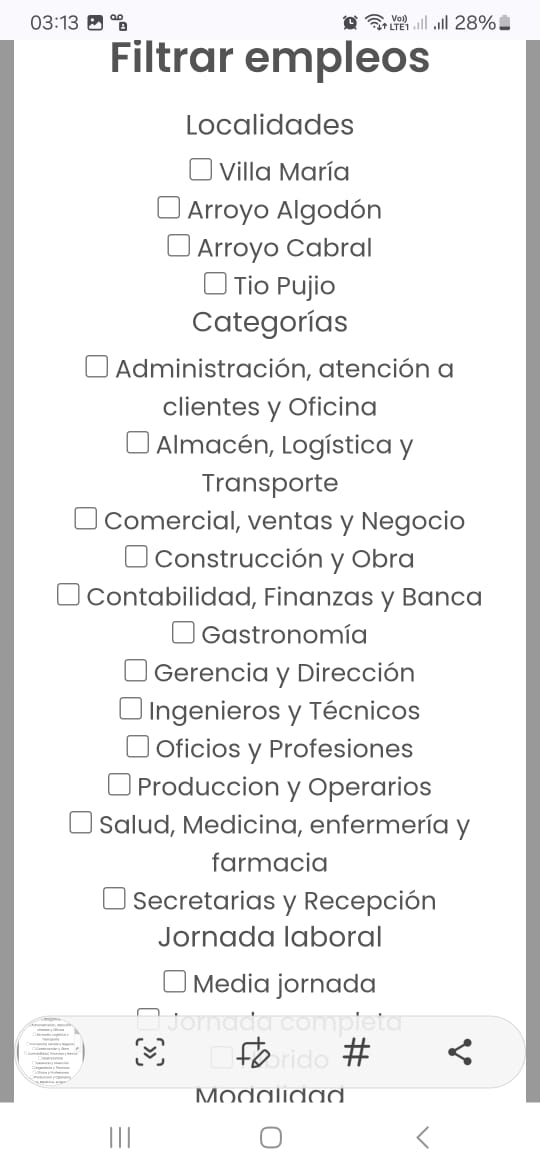 03:13
Vo))
LTE1
28%
Filtrar empleos
Localidades
Villa María
Arroyo Algodón
Arroyo Cabral
Tio Pujio
Categorías
Administración, atención a
clientes y Oficina
Almacén, Logística y
Transporte
Comercial, ventas y Negocio
Construcción y Obra
Contabilidad, Finanzas y Banca
Gastronomía
Gerencia y Dirección
Ingenieros y Técnicos
Oficios y Profesiones
Produccion y Operarios
Salud, Medicina, enfermería y
farmacia
Secretarias y Recepción
Jornada laboral
Media jornada
Jornada completa
#
Modalidad